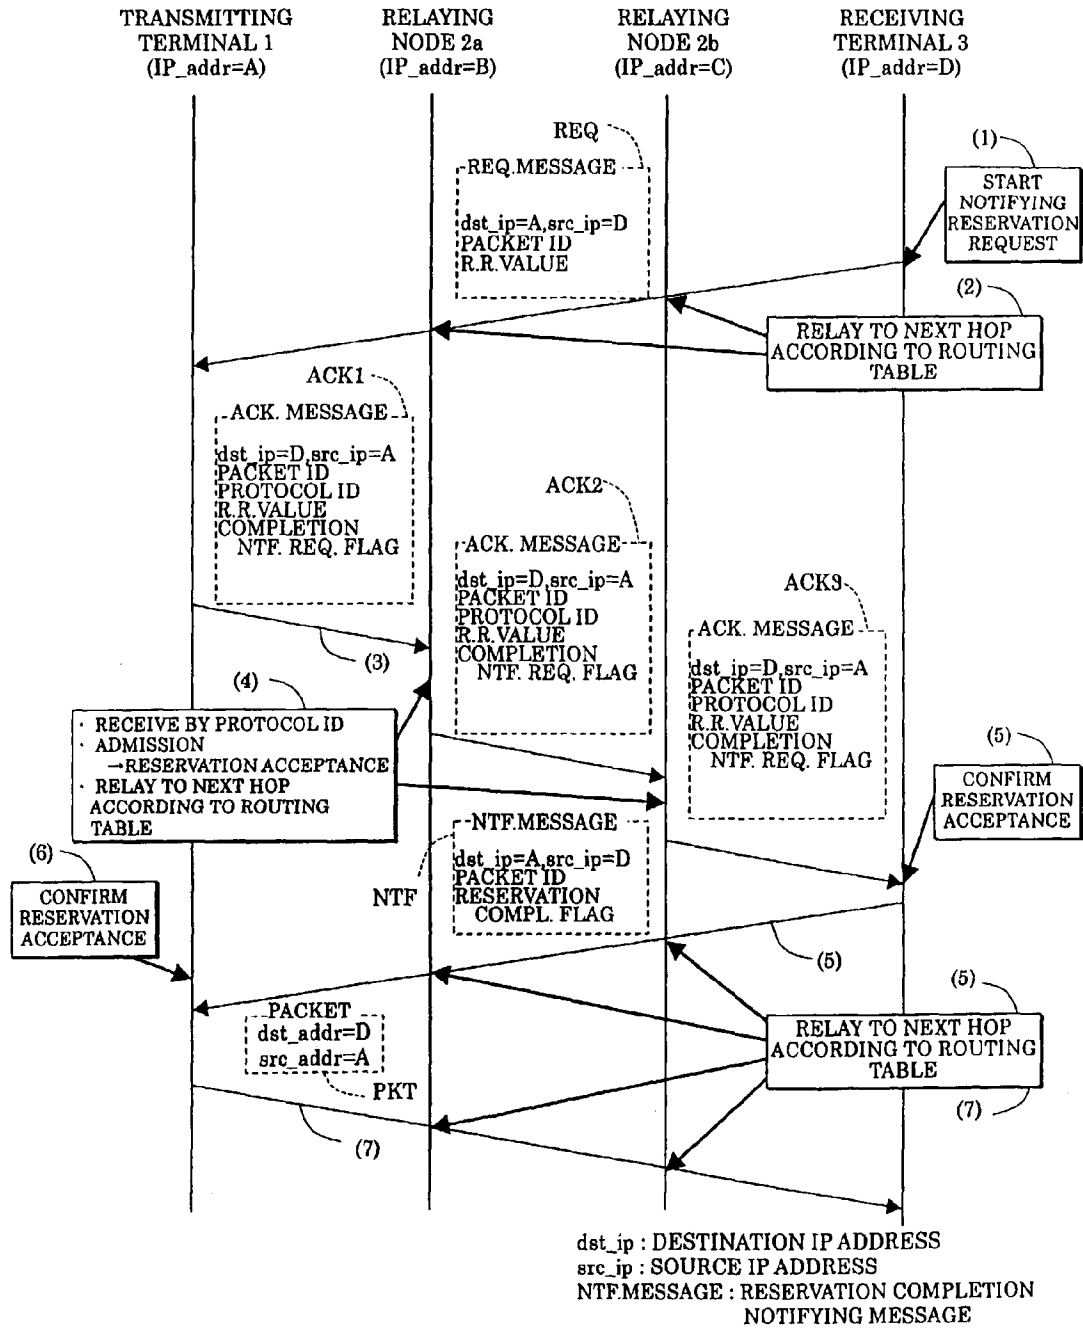 TRANSMITTING
TERMINAL 1
(IP_addr=A)
RELAYING
NODE 2a
(IP_addr=B)
RELAYING
NODE 2b
(IP_addr=C)
RECEIVING
TERMINAL 3
(IP_addr=D)
REQ
REQ.MESSAGE
dst_ip=A,src_ip=D
PACKET ID
R.R.VALUE
(1)
START
NOTIFYING
RESERVATION
REQUEST
(2)
RELAY TO NEXT HOP
ACCORDING TO ROUTING
TABLE
ACK1
ACK. MESSAGE
dst_ip=D,src_ip=A
PACKET ID
PROTOCOL ID
R.R.VALUE
COMPLETION
NTF. REQ. FLAG
(3)
ACK2
ACK. MESSAGE
dst_ip=D,src_ip=A
PACKET ID
PROTOCOL ID
R.R.VALUE
COMPLETION
NTF. REQ. FLAG
ACK3
ACK. MESSAGE
dst_ip=D,src_ip=A
PACKET ID
PROTOCOL ID
R.R.VALUE
COMPLETION
NTF. REQ. FLAG
(4)
· RECEIVE BY PROTOCOL ID
· ADMISSION
→RESERVATION ACCEPTANCE
· RELAY TO NEXT HOP
ACCORDING TO ROUTING
TABLE
(5)
CONFIRM
RESERVATION
ACCEPTANCE
NTF.MESSAGE
dst_ip=A,src_ip=D
PACKET ID
RESERVATION
COMPL. FLAG
NTF
(6)
CONFIRM
RESERVATION
ACCEPTANCE
(5)
(5)
RELAY TO NEXT HOP
ACCORDING TO ROUTING
TABLE
(7)
PACKET
dst_addr=D
src_addr=A
PKT
(7)
dst_ip : DESTINATION IP ADDRESS
src_ip : SOURCE IP ADDRESS
NTF.MESSAGE : RESERVATION COMPLETION
NOTIFYING MESSAGE